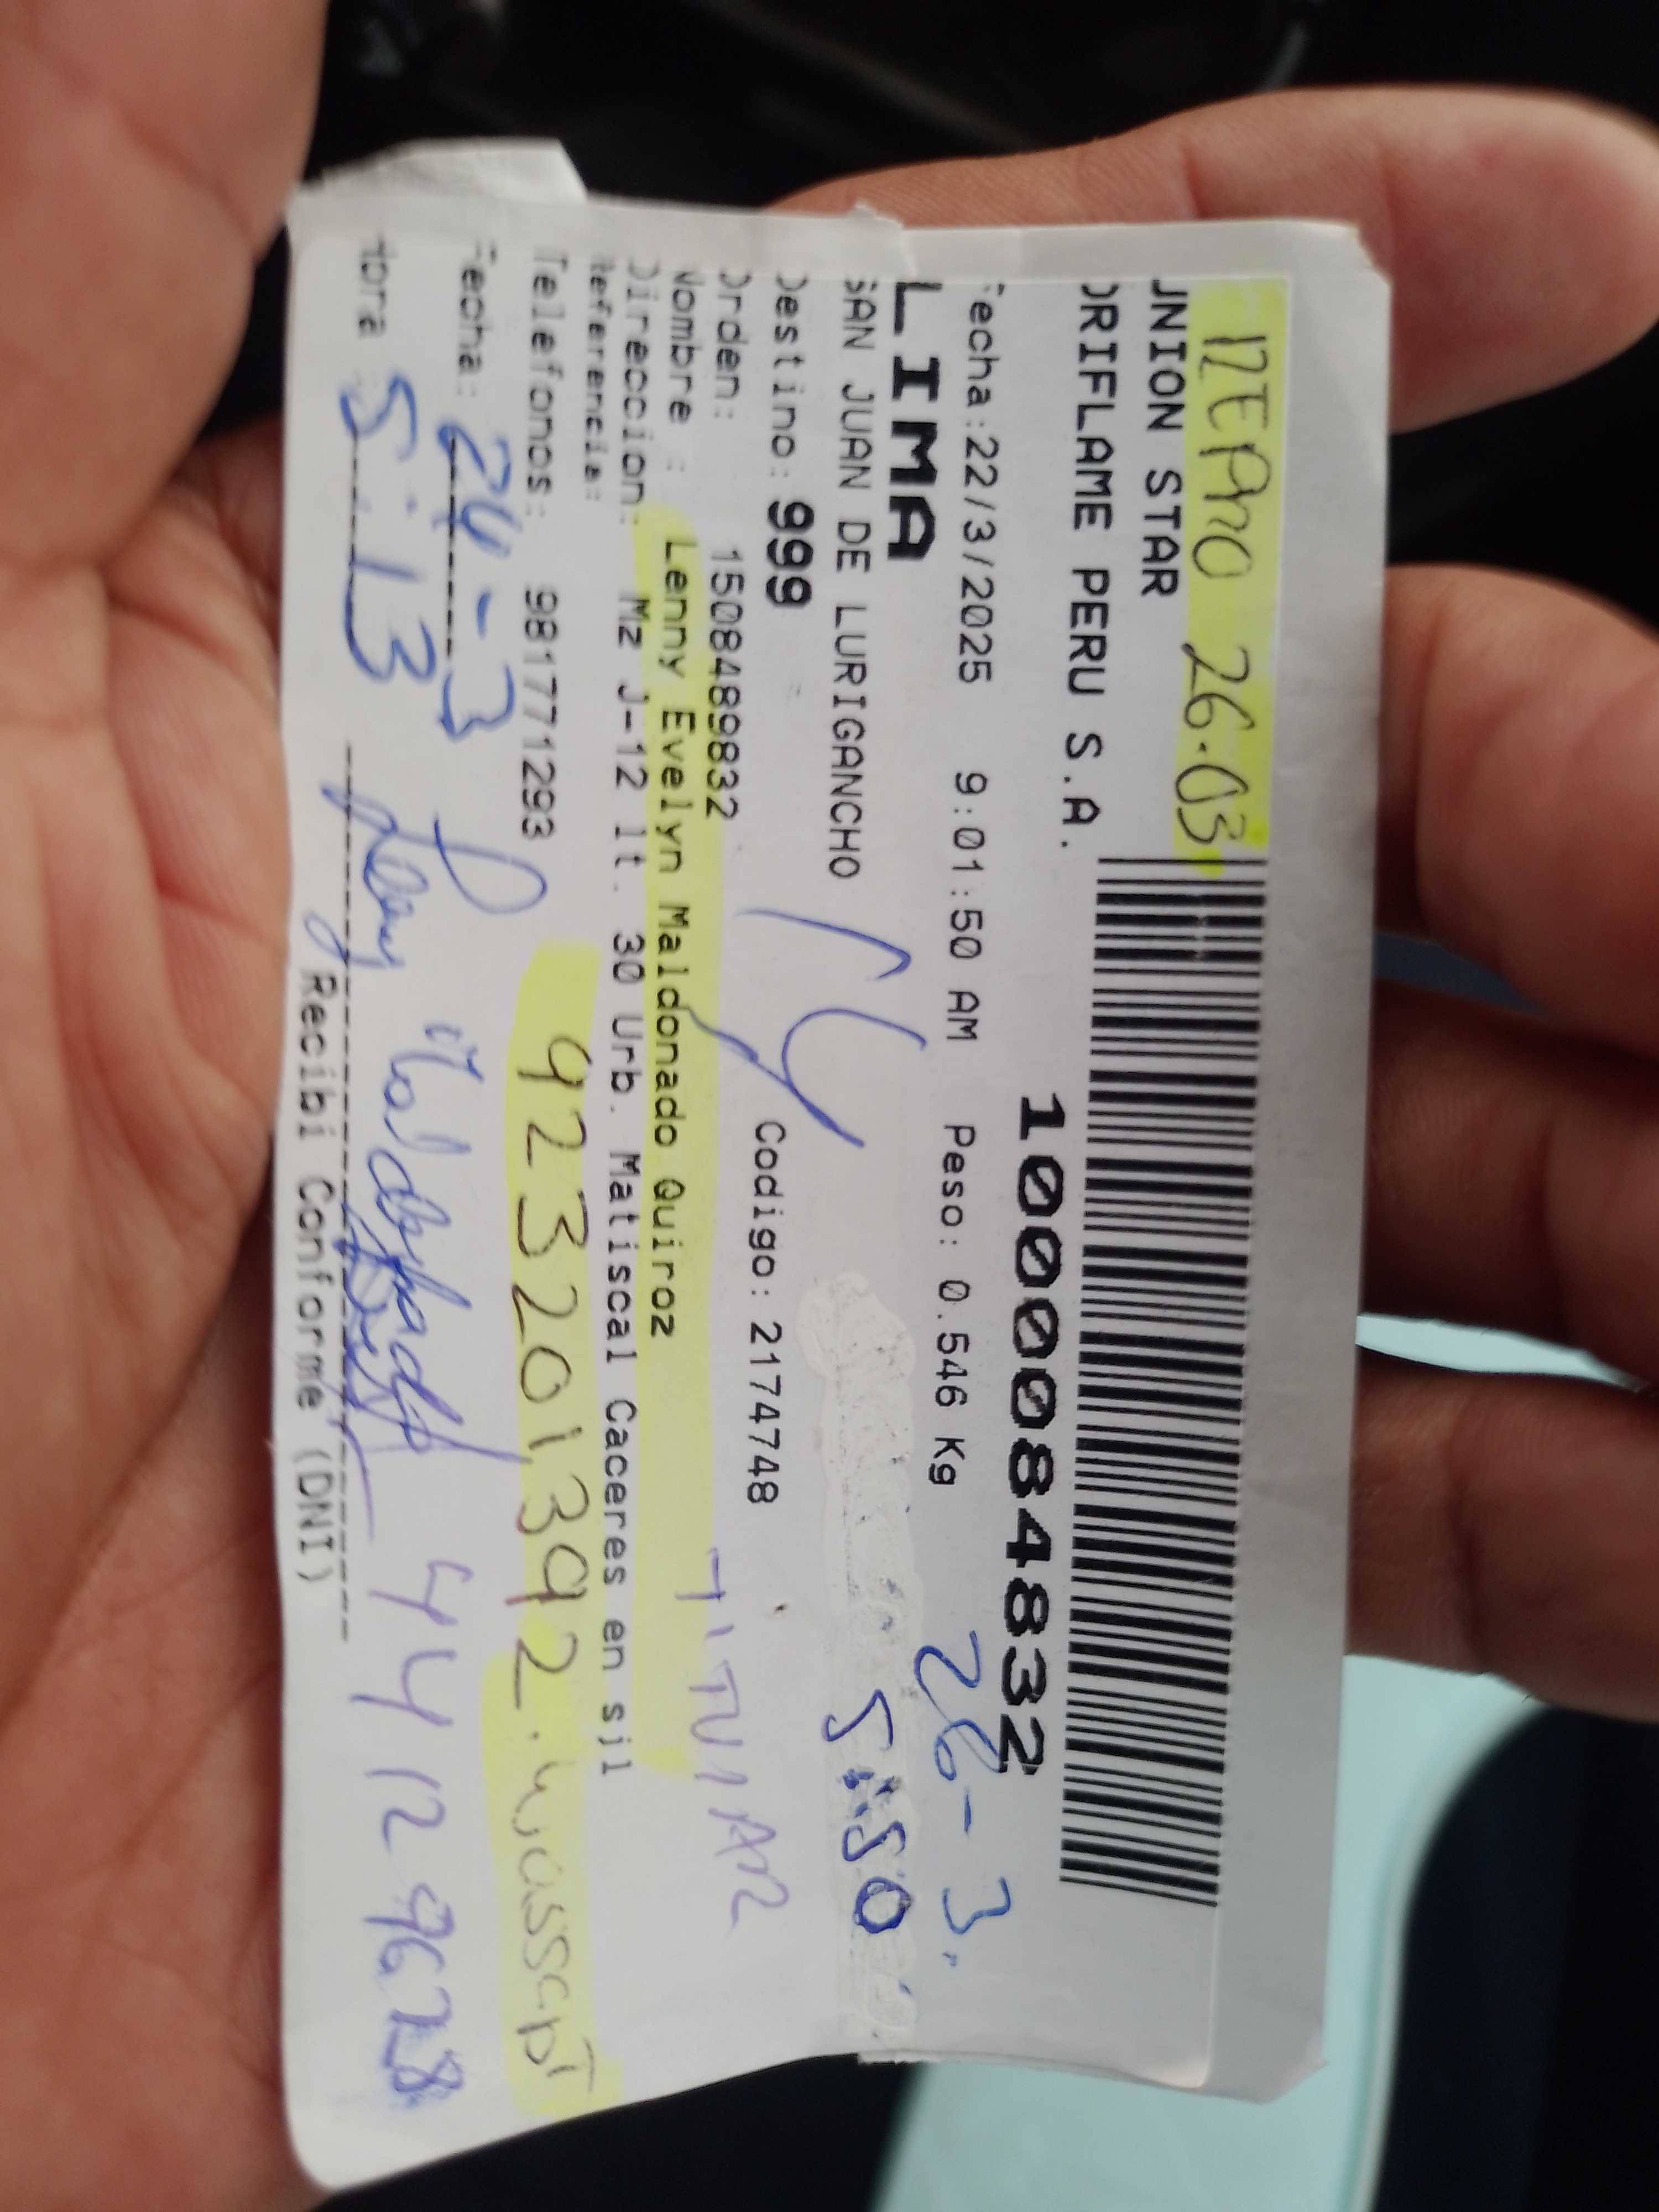 26.03
UNION STAR
ORIFLAME PERU S.A.
1000084832
Fecha:22/3/2025 9:01:50 AM Peso: 0.546 Kg
26-3.
LIMA
SAN JUAN DE LURIGANCHO
5:50
Destino: 999
Codigo: 2174748
Orden: 1508489832
TITULAR
Nombre : Lenny Evelyn Maldonado Quiroz
Direccion: Mz J-12 lt. 30 Urb. Matiscal Caceres en sjl
Referencia:
923201392. wassapt
Telefonos: 981771293
Fecha: 24-3
Hora 5:13
Recibi Conforme (DNI)